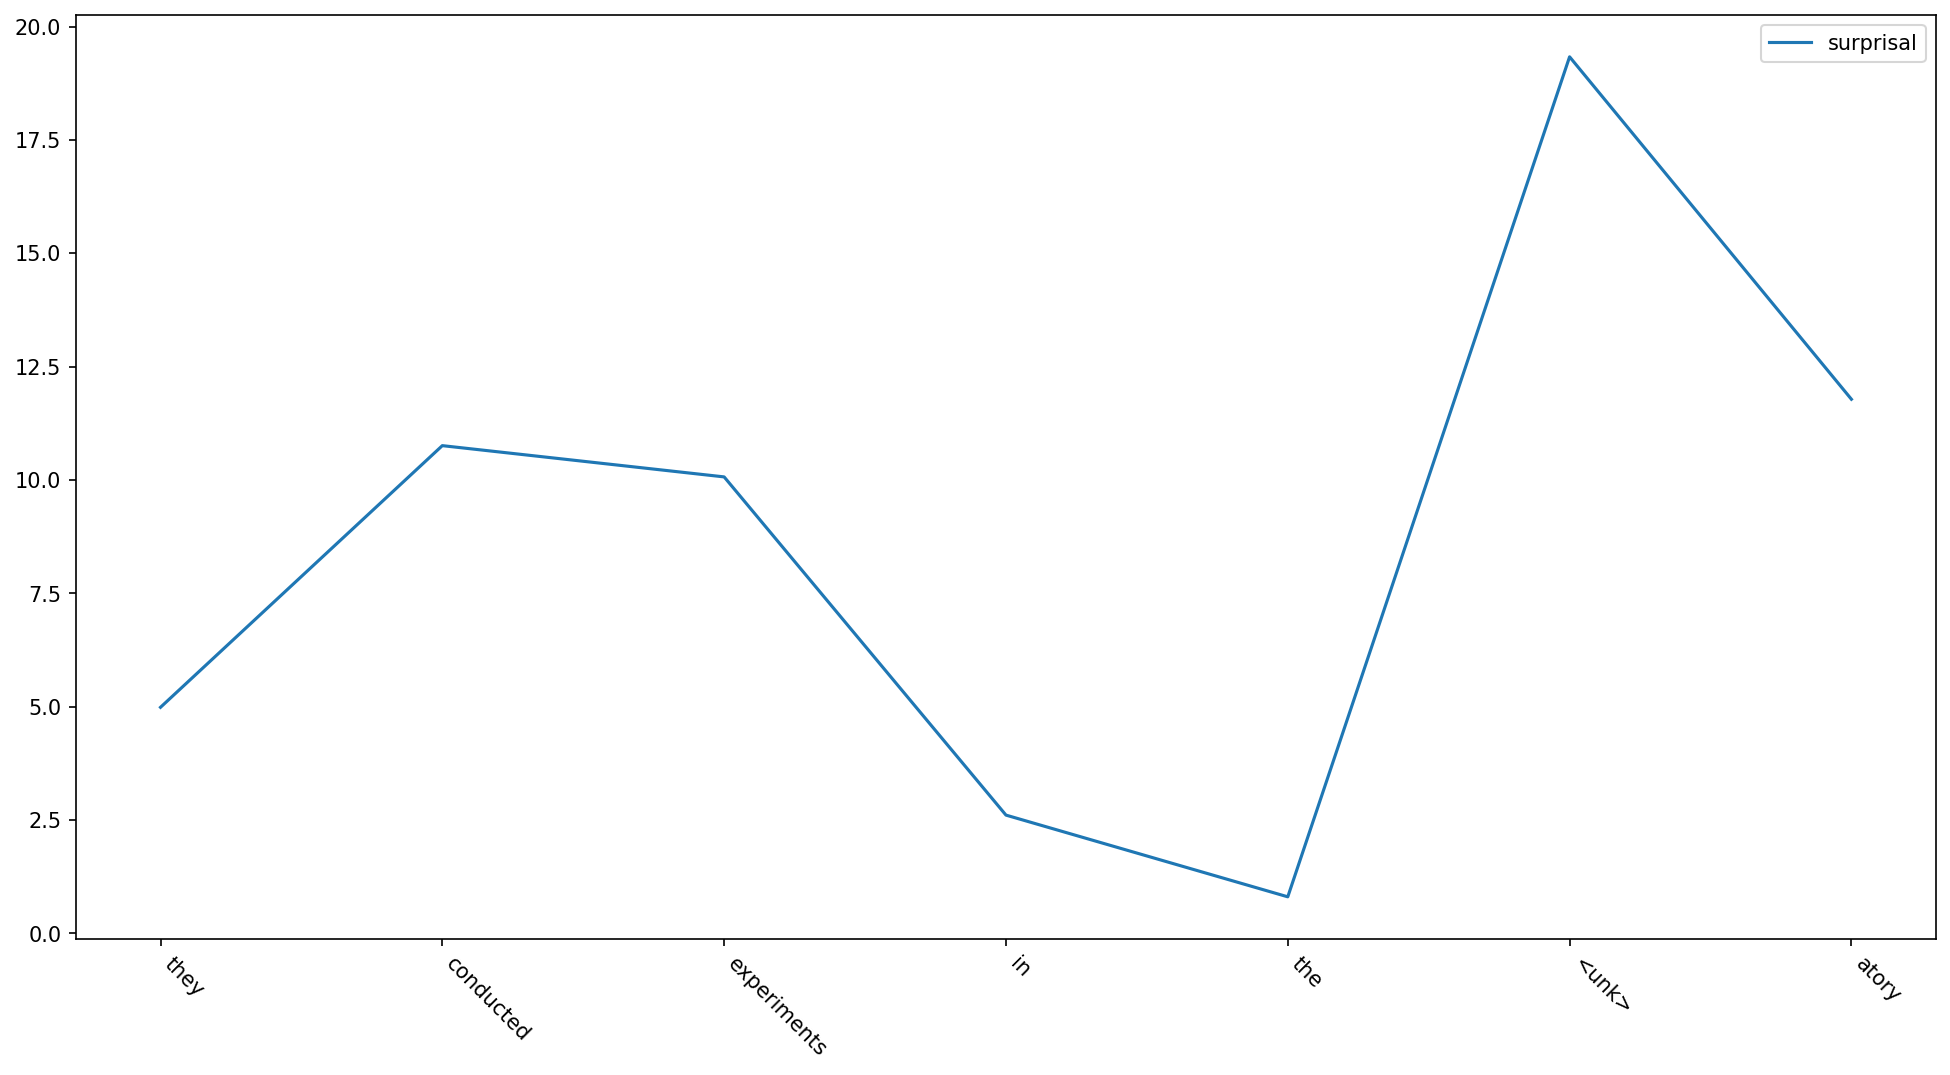 surprisal
20.0
17.5
15.0
12.5
10.0
7.5
5.0
2.5
0.0
they
conducted
experiments
in
the
<unk>
atory